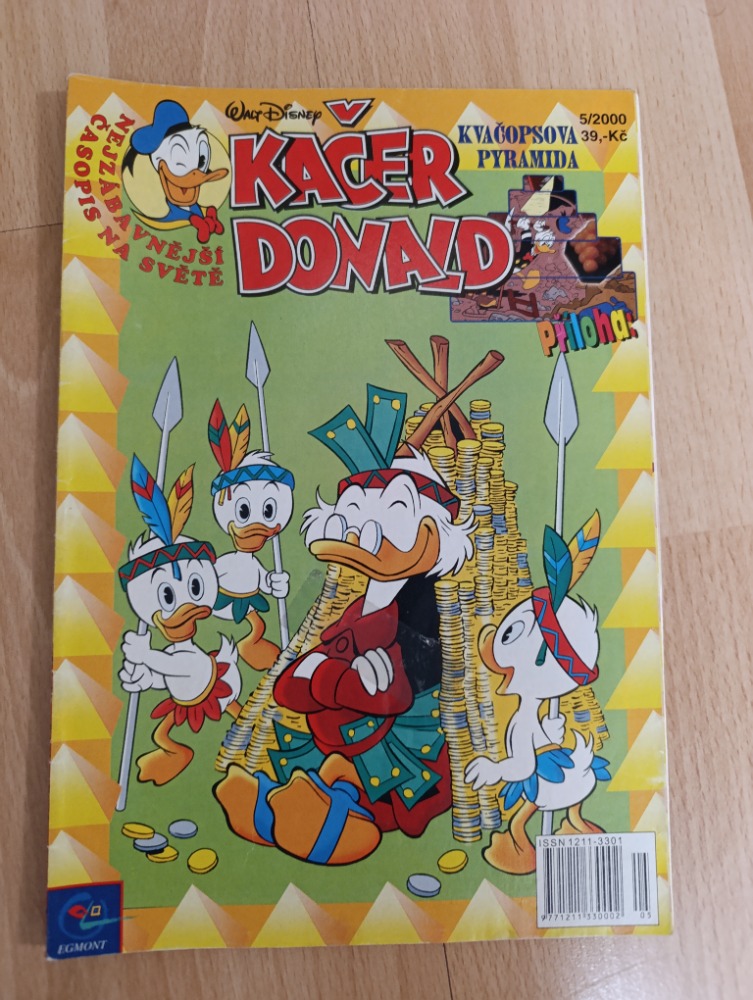 NEJZÁBAVNĚJŠÍ
ČASOPIS NA SVĚTĚ
WALT DISNEY
KAČER
DONALD
KVAČOPSOVA
PYRAMIDA
5/2000
39,-Kč
Příloha!
ISSN 1211-3301
9 771211 330002 05
EGMONT